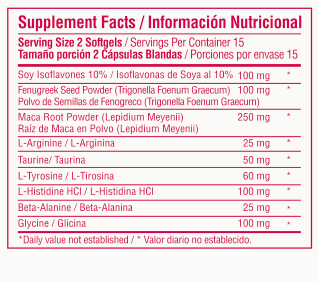 Supplement Facts / Información Nutricional
Serving Size 2 Softgels / Servings Per Container 15
Tamaño porción 2 Cápsulas Blandas / Porciones por envase 15
Soy Isoflavones 10% / Isoflavonas de Soya al 10% 100 mg *
Fenugreek Seed Powder (Trigonella Foenum Graecum) 100 mg *
Polvo de Semillas de Fenogreco (Trigonella Foenum Graecum)
Maca Root Powder (Lepidium Meyenii) 250 mg *
Raíz de Maca en Polvo (Lepidium Meyenii)
L-Arginine / L-Arginina 25 mg *
Taurine/ Taurina 50 mg *
L-Tyrosine / L-Tirosina 60 mg *
L-Histidine HCl / L-Histidina HCl 100 mg *
Beta-Alanine / Beta-Alanina 25 mg *
Glycine / Glicina 100 mg *
*Daily value not established / * Valor diario no establecido.